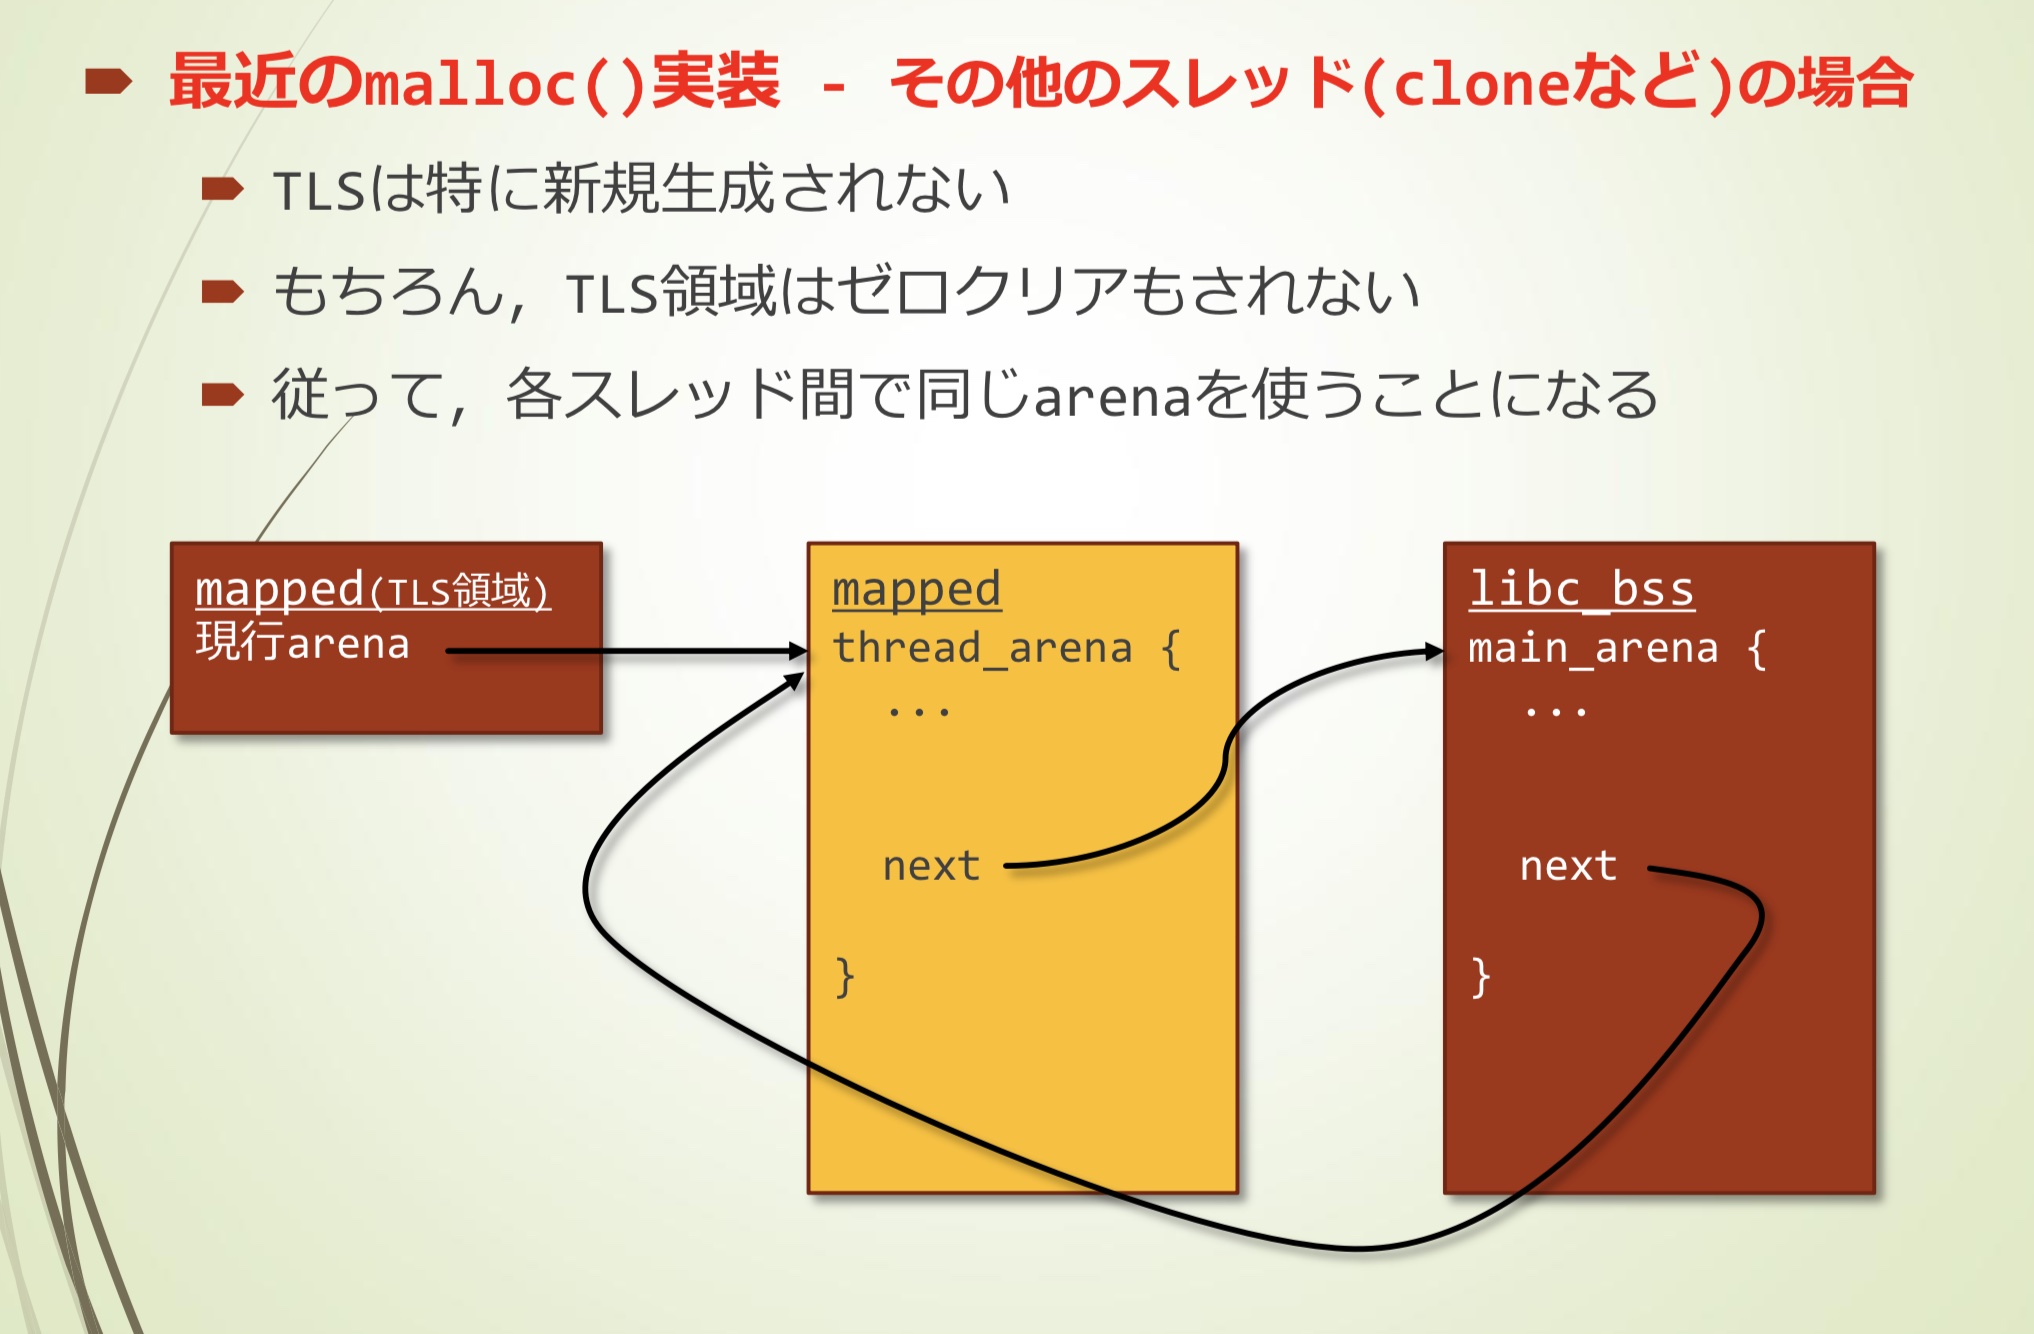 最近のmalloc()実装 - その他のスレッド(cloneなど)の場合
TLSは特に新規生成されない
もちろん, TLS領域はゼロクリアもされない
従って, 各スレッド間で同じarenaを使うことになる
mapped(TLS領域)
現行arena
mapped
thread_arena {
...
next
}
libc_bss
main_arena {
...
next
}